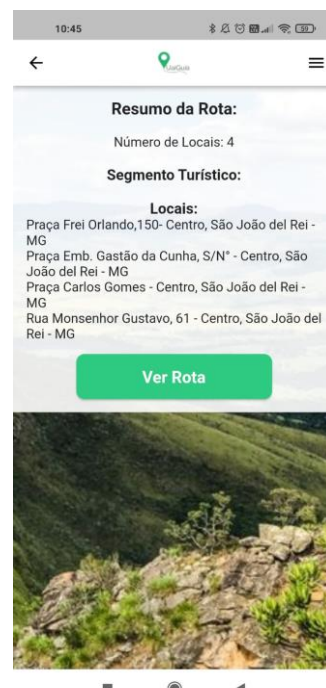 10:45
59
UaiGuia
Resumo da Rota:
Número de Locais: 4
Segmento Turístico:
Locais:
Praça Frei Orlando,150- Centro, São João del Rei -
MG
Praça Emb. Gastão da Cunha, S/N° - Centro, São
João del Rei - MG
Praça Carlos Gomes - Centro, São João del Rei -
MG
Rua Monsenhor Gustavo, 61 - Centro, São João del
Rei - MG
Ver Rota